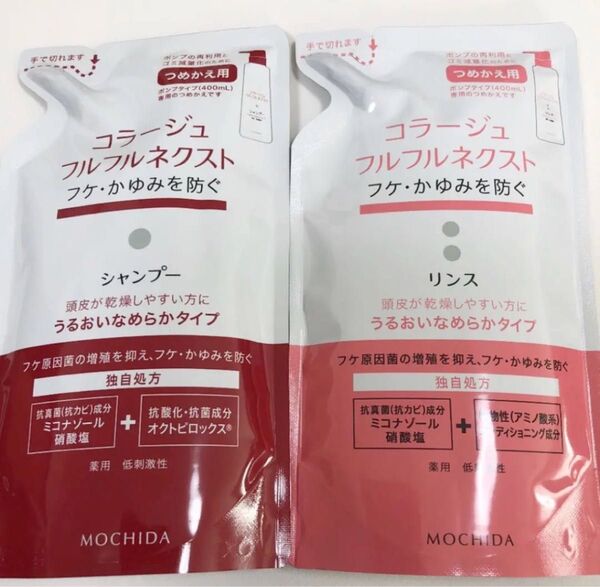 手で切れます
ポンプの再利用と
ゴミ減量化のために
つめかえ用
ポンプタイプ(400mL)
専用のつめかえです
コラージュ
フルフルネクスト
フケ・かゆみを防ぐ
シャンプー
頭皮が乾燥しやすい方に
うるおいなめらかタイプ
フケ原因菌の増殖を抑え、フケ・かゆみを防ぐ
独自処方
抗真菌(抗カビ)成分
ミコナゾール
硝酸塩
+
抗酸化・抗菌成分
オクトピロックス®
薬用 低刺激性
MOCHIDA
手で切れます
ポンプの再利用と
ゴミ減量化のために
つめかえ用
ポンプタイプ(400mL)
専用のつめかえです
コラージュ
フルフルネクスト
フケ・かゆみを防ぐ
リンス
頭皮が乾燥しやすい方に
うるおいなめらかタイプ
フケ原因菌の増殖を抑え、フケ・かゆみを防ぐ
独自処方
抗真菌(抗カビ)成分
ミコナゾール
硝酸塩
+
物性(アミノ酸系)
ディショニング成分
薬用 低刺激性
MOCHIDA